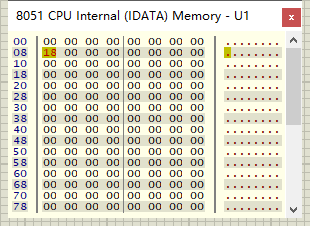 8051 CPU Internal (IDATA) Memory - U1 x
00 00 00 00 00 00 00 00 00 ........
08 18 00 00 00 00 00 00 00 ........
10 00 00 00 00 00 00 00 00 ........
18 00 00 00 00 00 00 00 00 ........
20 00 00 00 00 00 00 00 00 ........
28 00 00 00 00 00 00 00 00 ........
30 00 00 00 00 00 00 00 00 ........
38 00 00 00 00 00 00 00 00 ........
40 00 00 00 00 00 00 00 00 ........
48 00 00 00 00 00 00 00 00 ........
50 00 00 00 00 00 00 00 00 ........
58 00 00 00 00 00 00 00 00 ........
60 00 00 00 00 00 00 00 00 ........
68 00 00 00 00 00 00 00 00 ........
70 00 00 00 00 00 00 00 00 ........
78 00 00 00 00 00 00 00 00 ........